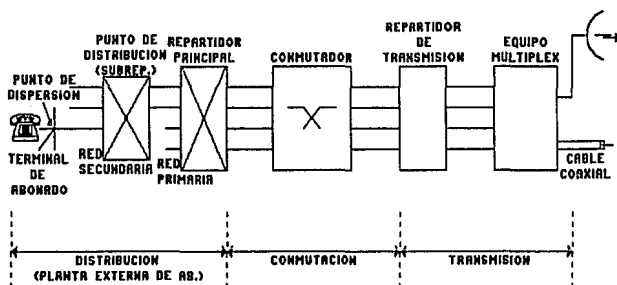 PUNTO DE
DISTRIBUCION
(SUBREP.)
REPARTIDOR
PRINCIPAL
CONMUTADOR
REPARTIDOR
DE
TRANSMISION
EQUIPO
MULTIPLEX
PUNTO DE
DISPERSION
TERMINAL
DE
ABONADO
RED
SECUNDARIA
RED
PRIMARIA
CABLE
COAXIAL
DISTRIBUCION
(PLANTA EXTERNA DE AB.)
CONMUTACION
TRANSMISION